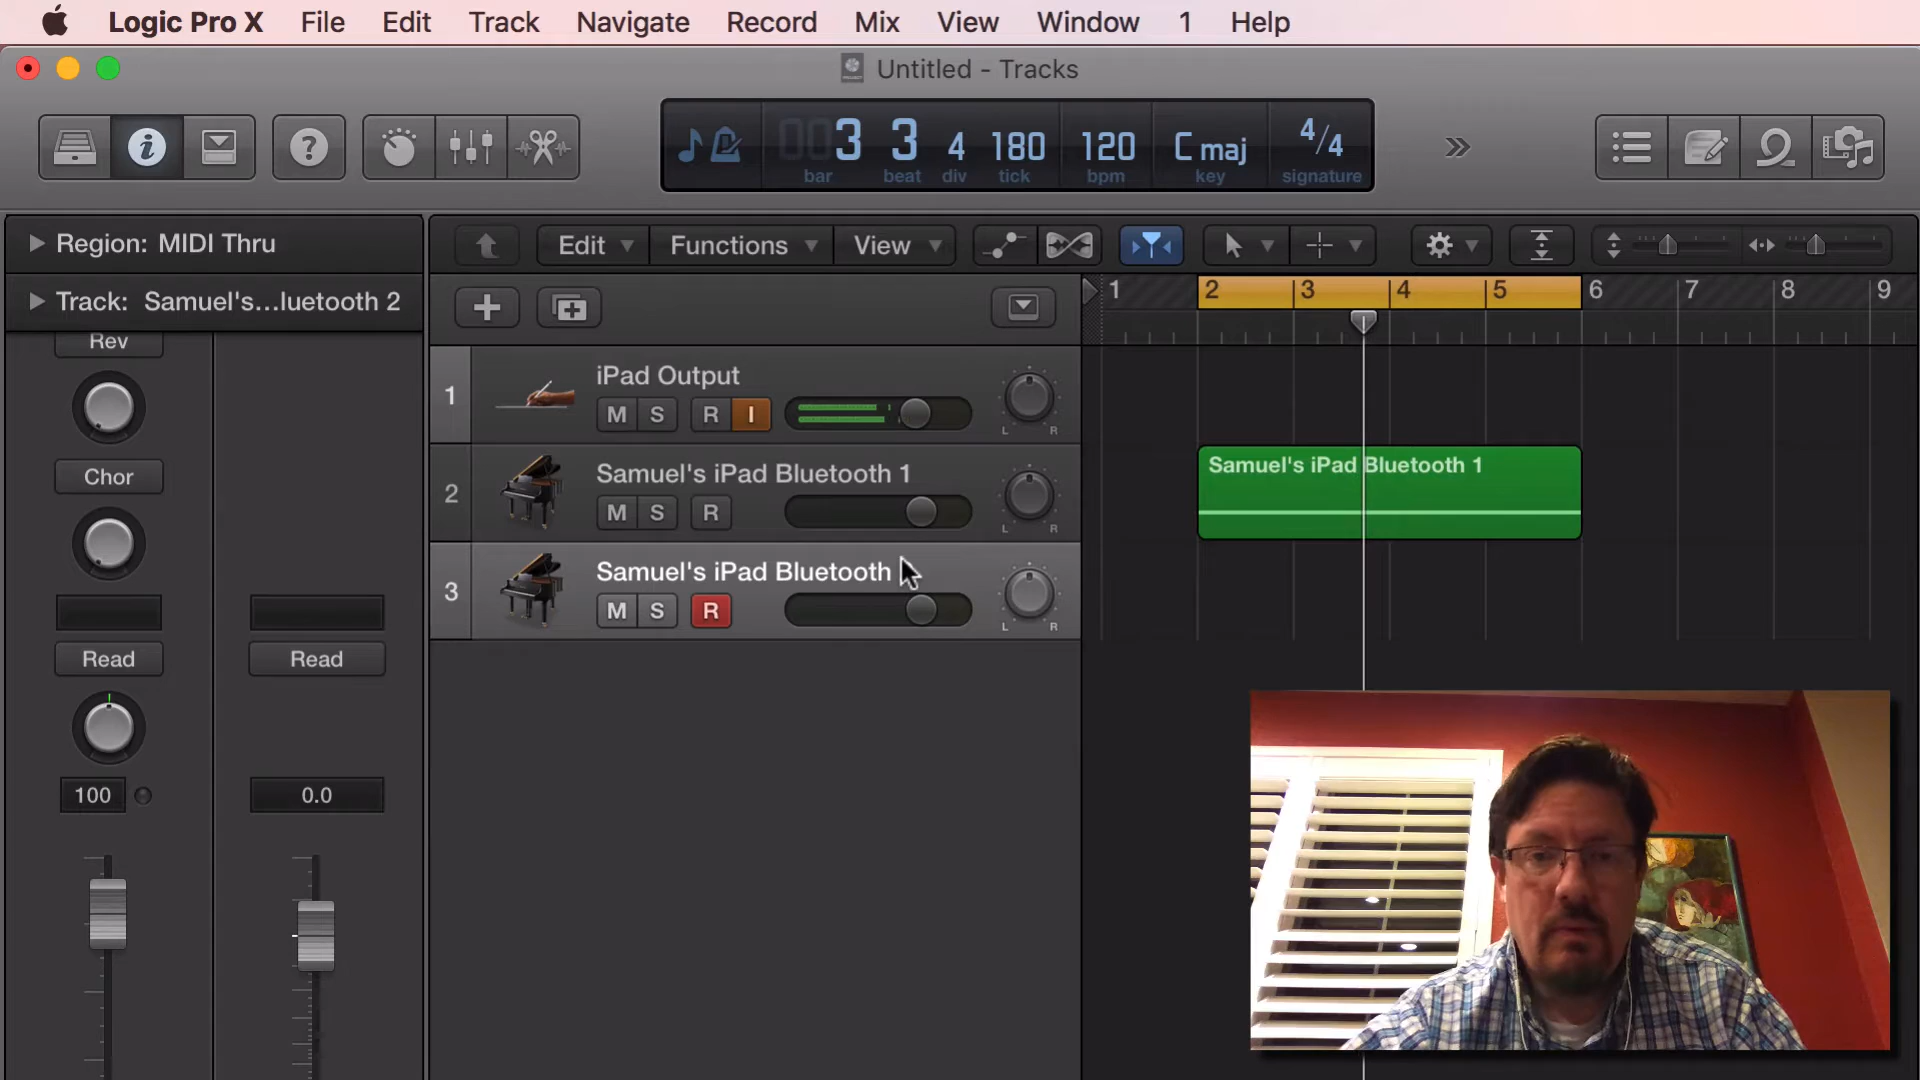 Logic Pro X File Edit Track Navigate Record Mix View Window 1 Help
Untitled - Tracks
003 3 4 180 120 C maj 4/4
bar beat div tick bpm key signature
Region: MIDI Thru
Edit Functions View
Track: Samuel's...luetooth 2
1 2 3 4 5 6 7 8 9
Rev
1 iPad Output
M S R I
L R
Chor
2 Samuel's iPad Bluetooth 1
M S R
L R
Samuel's iPad Bluetooth 1
3 Samuel's iPad Bluetooth
M S R
L R
Read Read
100 0.0